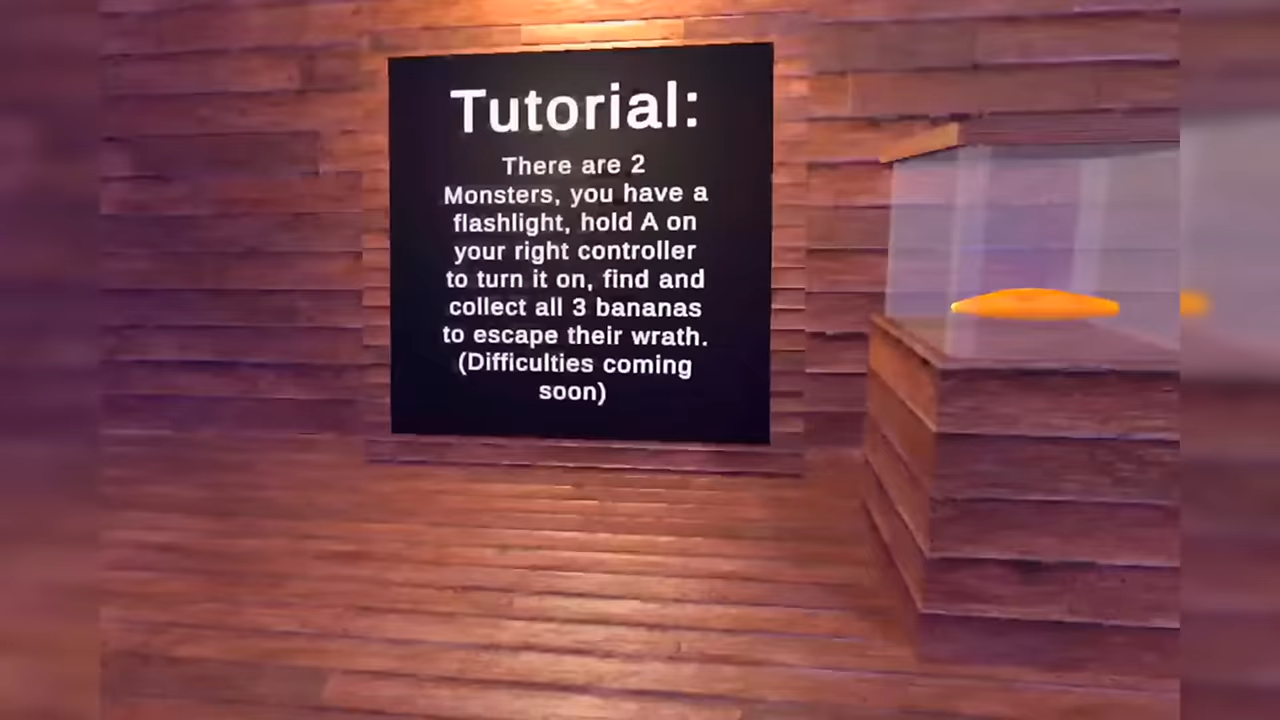 Tutorial:
There are 2
Monsters, you have a
flashlight, hold A on
your right controller
to turn it on, find and
collect all 3 bananas
to escape their wrath.
(Difficulties coming
soon)